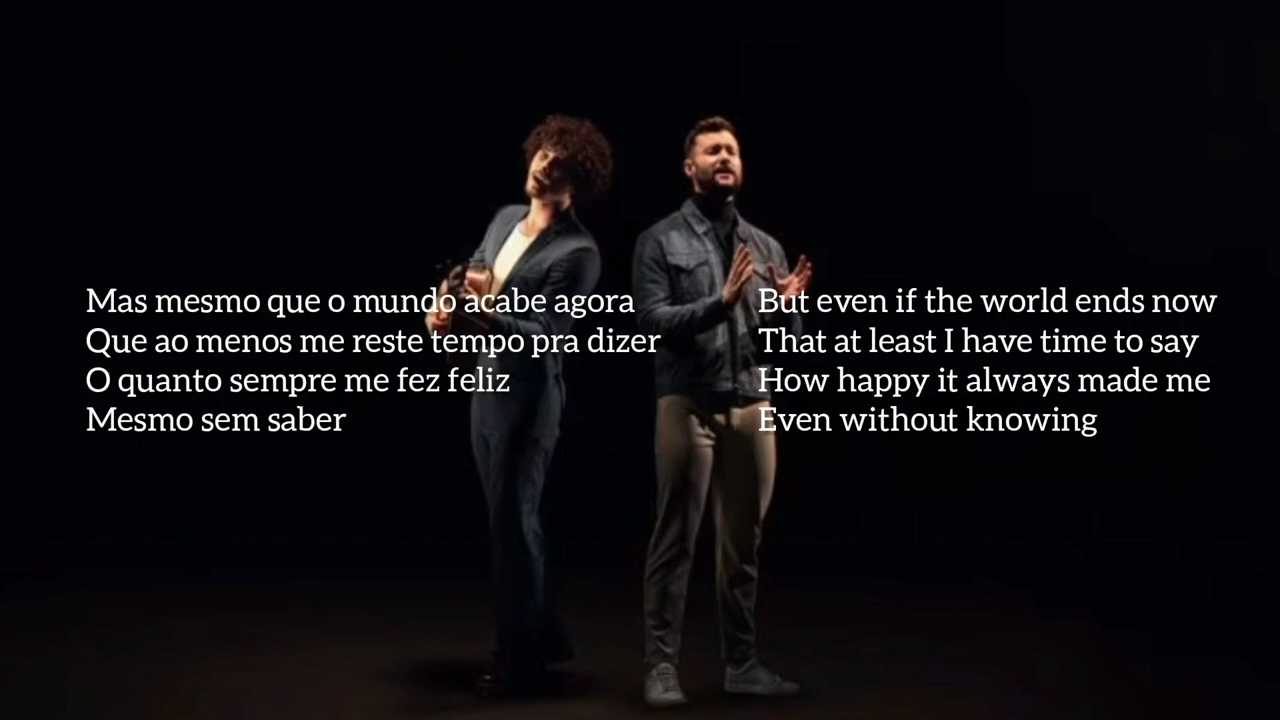 Mas mesmo que o mundo acabe agora
Que ao menos me reste tempo pra dizer
O quanto sempre me fez feliz
Mesmo sem saber
But even if the world ends now
That at least I have time to say
How happy it always made me
Even without knowing